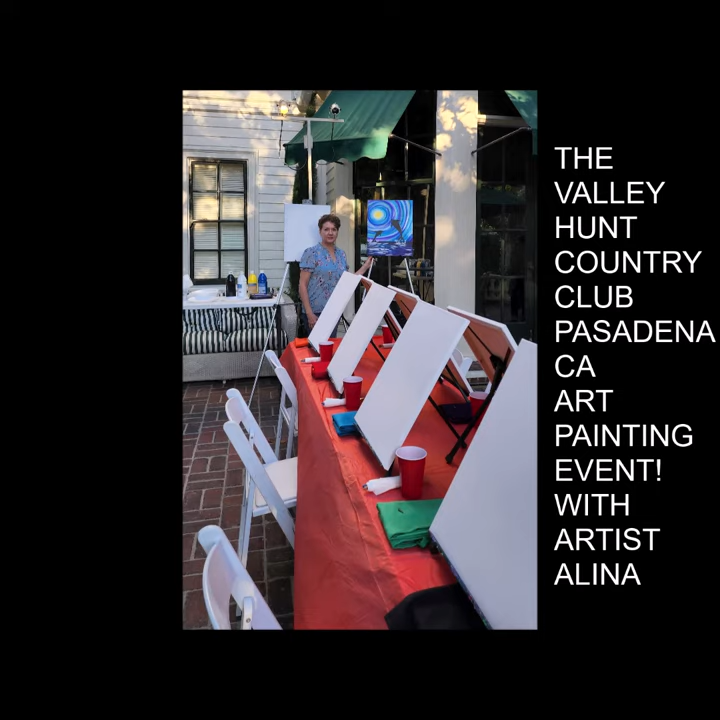 THE
VALLEY
HUNT
COUNTRY
CLUB
PASADENA
CA
ART
PAINTING
EVENT!
WITH
ARTIST
ALINA